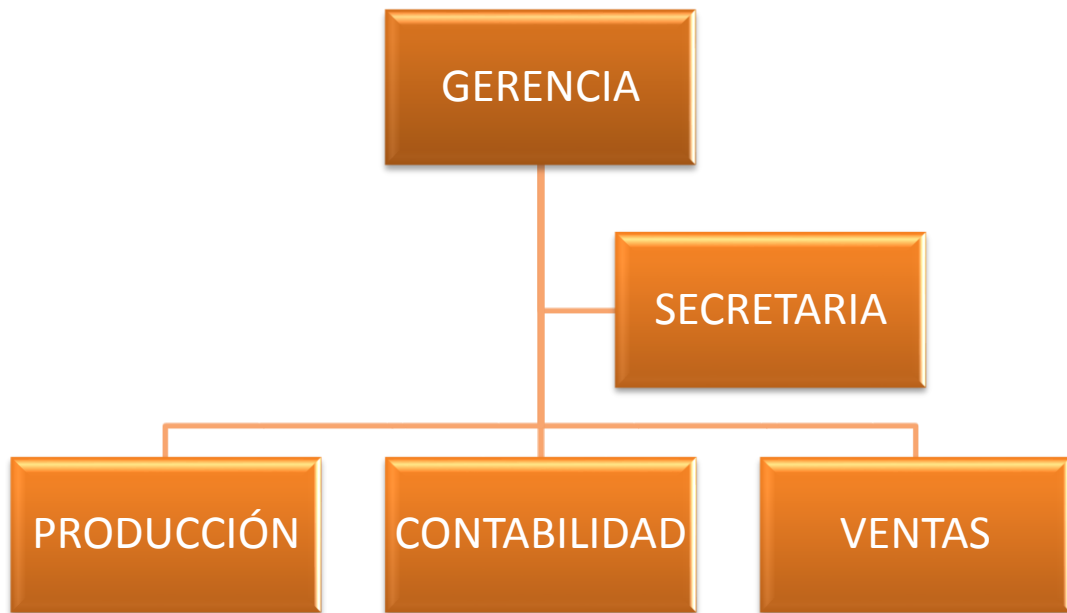 GERENCIA
SECRETARIA
PRODUCCIÓN
CONTABILIDAD
VENTAS